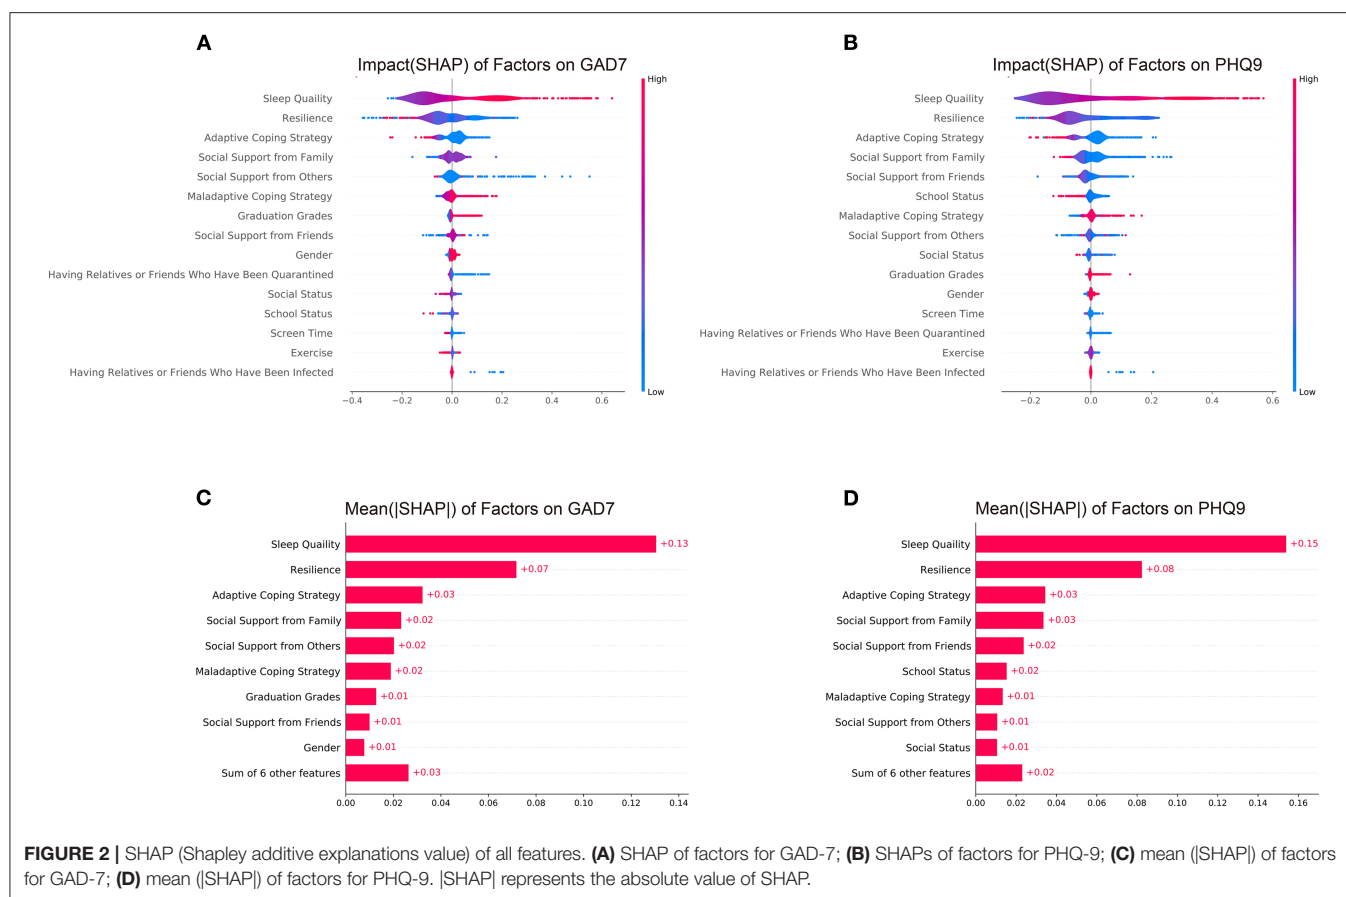 A
Impact(SHAP) of Factors on GAD7
High
Sleep Quaility
Resilience
Adaptive Coping Strategy
Social Support from Family
Social Support from Others
Maladaptive Coping Strategy
Graduation Grades
Social Support from Friends
Gender
Having Relatives or Friends Who Have Been Quarantined
Social Status
School Status
Screen Time
Exercise
Having Relatives or Friends Who Have Been Infected
Low
−0.4 −0.2 0.0 0.2 0.4 0.6
B
Impact(SHAP) of Factors on PHQ9
High
Sleep Quaility
Resilience
Adaptive Coping Strategy
Social Support from Family
Social Support from Friends
School Status
Maladaptive Coping Strategy
Social Support from Others
Social Status
Graduation Grades
Gender
Screen Time
Having Relatives or Friends Who Have Been Quarantined
Exercise
Having Relatives or Friends Who Have Been Infected
Low
−0.2 0.0 0.2 0.4 0.6
C
Mean(|SHAP|) of Factors on GAD7
Sleep Quaility +0.13
Resilience +0.07
Adaptive Coping Strategy +0.03
Social Support from Family +0.02
Social Support from Others +0.02
Maladaptive Coping Strategy +0.02
Graduation Grades +0.01
Social Support from Friends +0.01
Gender +0.01
Sum of 6 other features +0.03
0.00 0.02 0.04 0.06 0.08 0.10 0.12 0.14
D
Mean(|SHAP|) of Factors on PHQ9
Sleep Quaility +0.15
Resilience +0.08
Adaptive Coping Strategy +0.03
Social Support from Family +0.03
Social Support from Friends +0.02
School Status +0.02
Maladaptive Coping Strategy +0.01
Social Support from Others +0.01
Social Status +0.01
Sum of 6 other features +0.02
0.00 0.02 0.04 0.06 0.08 0.10 0.12 0.14 0.16
FIGURE 2 | SHAP (Shapley additive explanations value) of all features. (A) SHAP of factors for GAD-7; (B) SHAPs of factors for PHQ-9; (C) mean (|SHAP|) of factors
for GAD-7; (D) mean (|SHAP|) of factors for PHQ-9. |SHAP| represents the absolute value of SHAP.